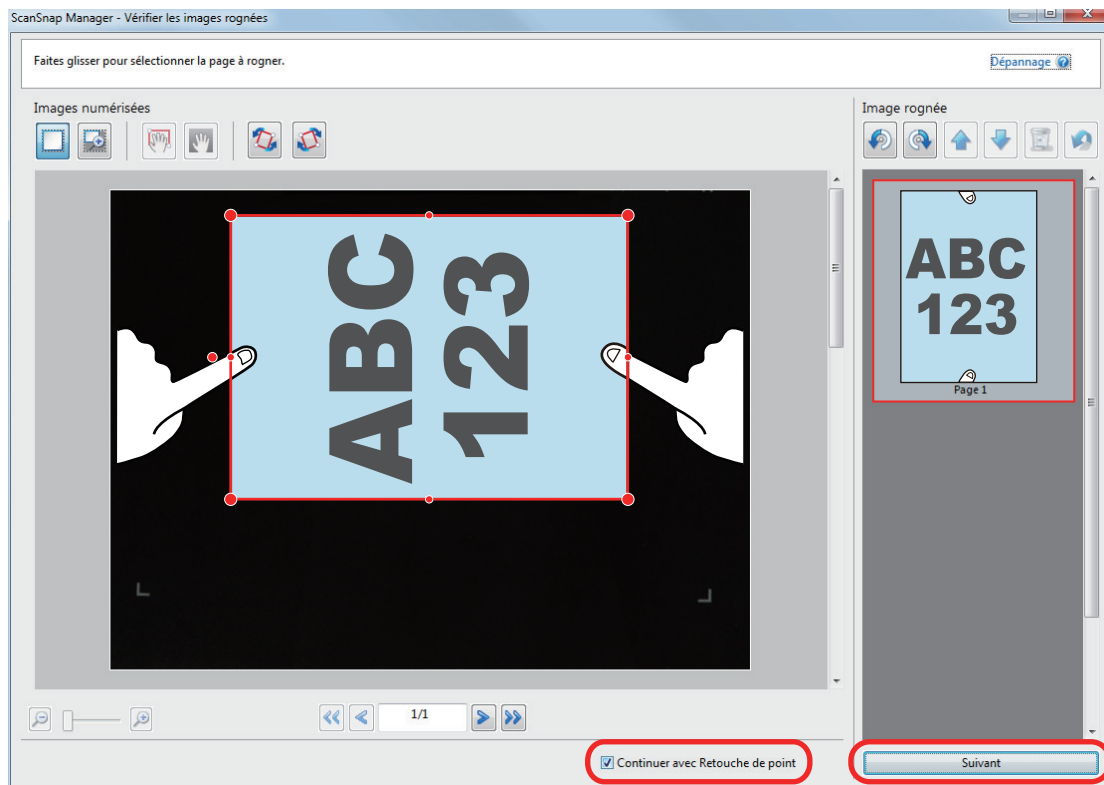 ScanSnap Manager - Vérifier les images rognées
Faites glisser pour sélectionner la page à rogner.
Dépannage
Images numérisées
Image rognée
ABC
123
ABC
123
Page 1
1/1
Continuer avec Retouche de point
Suivant